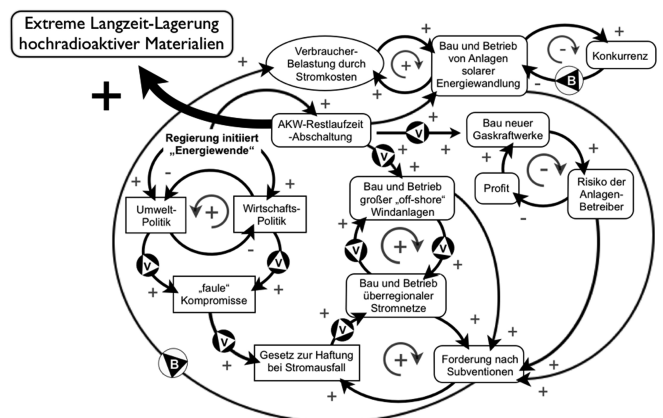 Extreme Langzeit-Lagerung
hochradioaktiver Materialien
+
Verbraucher-
Belastung durch
Stromkosten
+
+
+
+
Bau und Betrieb
von Anlagen
solarer
Energiewandlung
+
-
-
B
Konkurrenz
+
+
AKW-Restlaufzeit
-Abschaltung
+
+
V
+
V
+
Regierung initiiert
„Energiewende“
+
+
-
+
-
Umwelt-
Politik
Wirtschafts-
Politik
V
V
+
+
„faule“
Kompromisse
+
V
+
Bau neuer
Gaskraftwerke
+
-
+
-
Profit
Risiko der
Anlagen-
Betreiber
+
Bau und Betrieb
großer „off-shore“
Windanlagen
+
+
V
V
+
+
+
Bau und Betrieb
überregionaler
Stromnetze
+
V
+
+
Gesetz zur Haftung
bei Stromausfall
+
+
+
Forderung nach
Subventionen
+
+
+
B
B